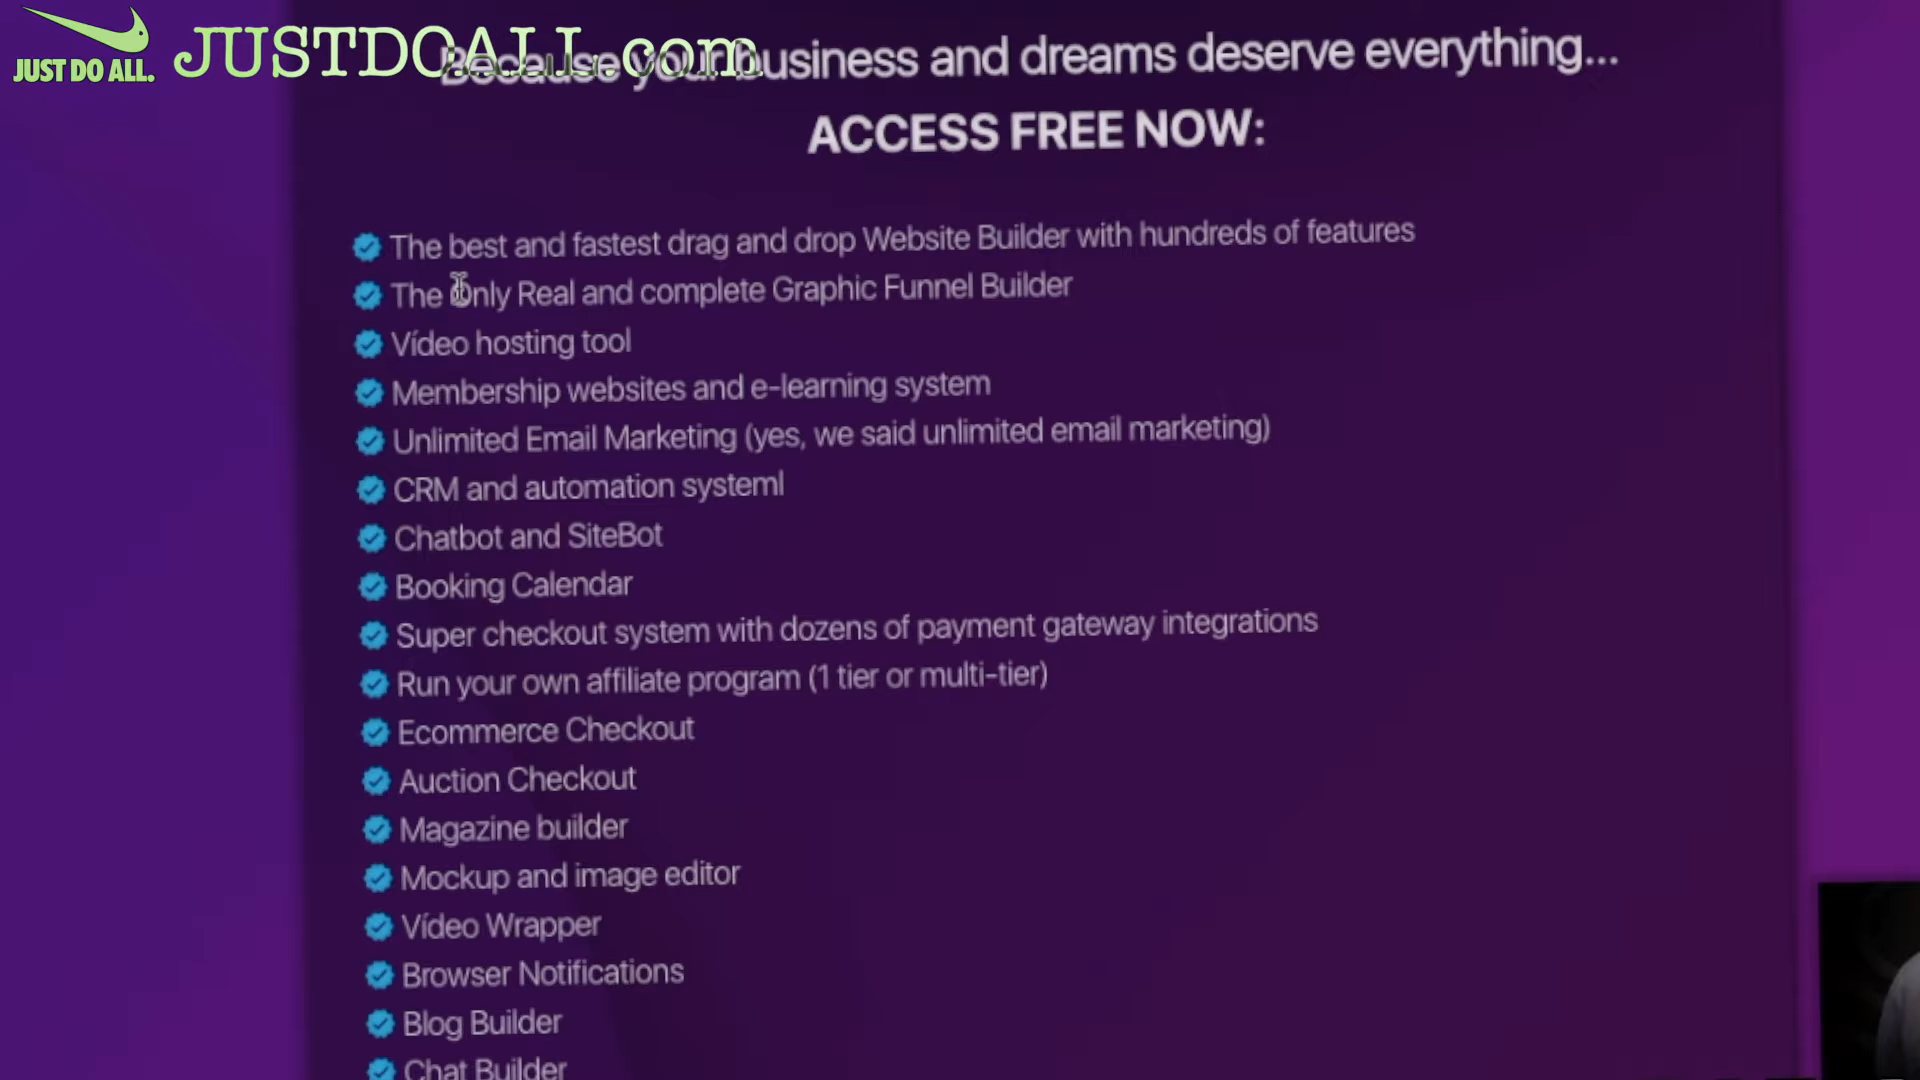 JUST DO ALL.
JUSTDOALL.com
Because your business and dreams deserve everything...
ACCESS FREE NOW:
The best and fastest drag and drop Website Builder with hundreds of features
The only Real and complete Graphic Funnel Builder
Vídeo hosting tool
Membership websites and e-learning system
Unlimited Email Marketing (yes, we said unlimited email marketing)
CRM and automation systeml
Chatbot and SiteBot
Booking Calendar
Super checkout system with dozens of payment gateway integrations
Run your own affiliate program (1 tier or multi-tier)
Ecommerce Checkout
Auction Checkout
Magazine builder
Mockup and image editor
Vídeo Wrapper
Browser Notifications
Blog Builder
Chat Builder